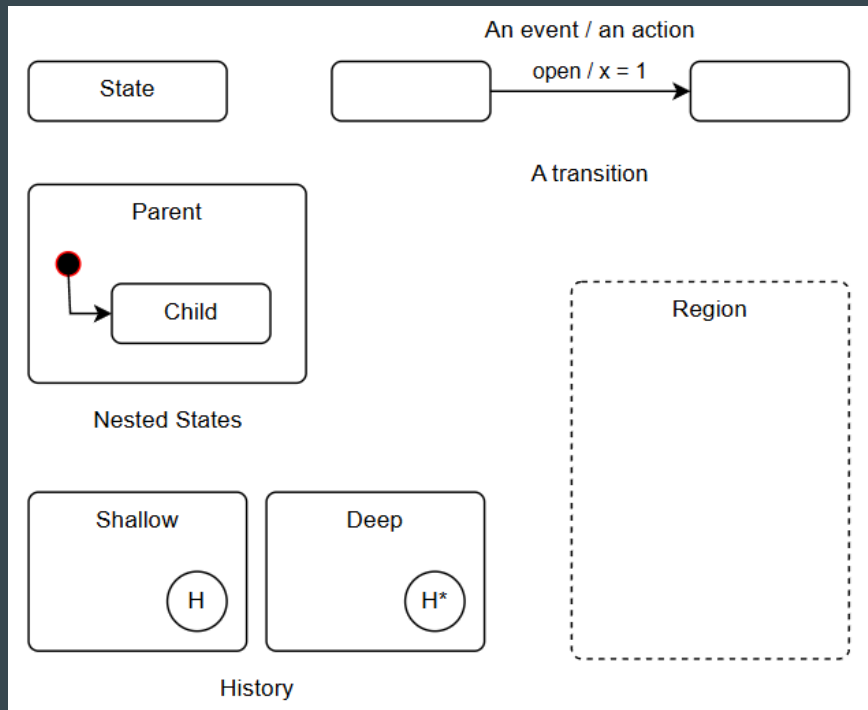 An event / an action
State
open / x = 1
A transition
Parent
Child
Region
Nested States
Shallow
Deep
H
H*
History